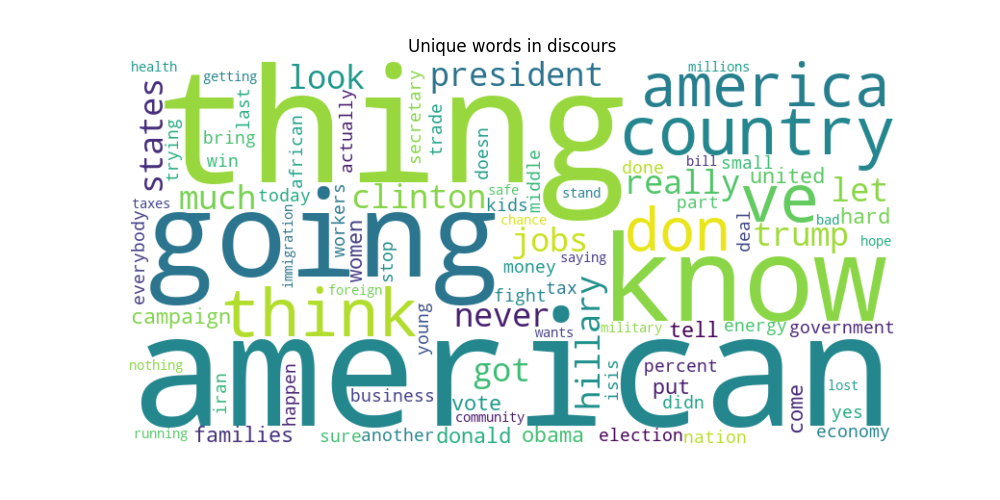 Unique words in discours
health
getting
look
president
millions
america
states
trying
last
bring
win
african
actually
secretary
trade
doesn
thing
country
middle
done
bill
small
really
united
part
much
today
clinton
safe
kids
stand
ve
let
hard
bad
taxes
everybody
going
immigration
workers
women
stop
chance
jobs
saying
don
deal
trump
hope
money
know
foreign
fight
tax
think
campaign
young
never
wants
hillary
military
tell
energy
government
american
nothing
iran
happen
business
got
vote
community
isis
percent
put
didn
come
lost
yes
economy
running
families
sure
another
donald
obama
election
nation